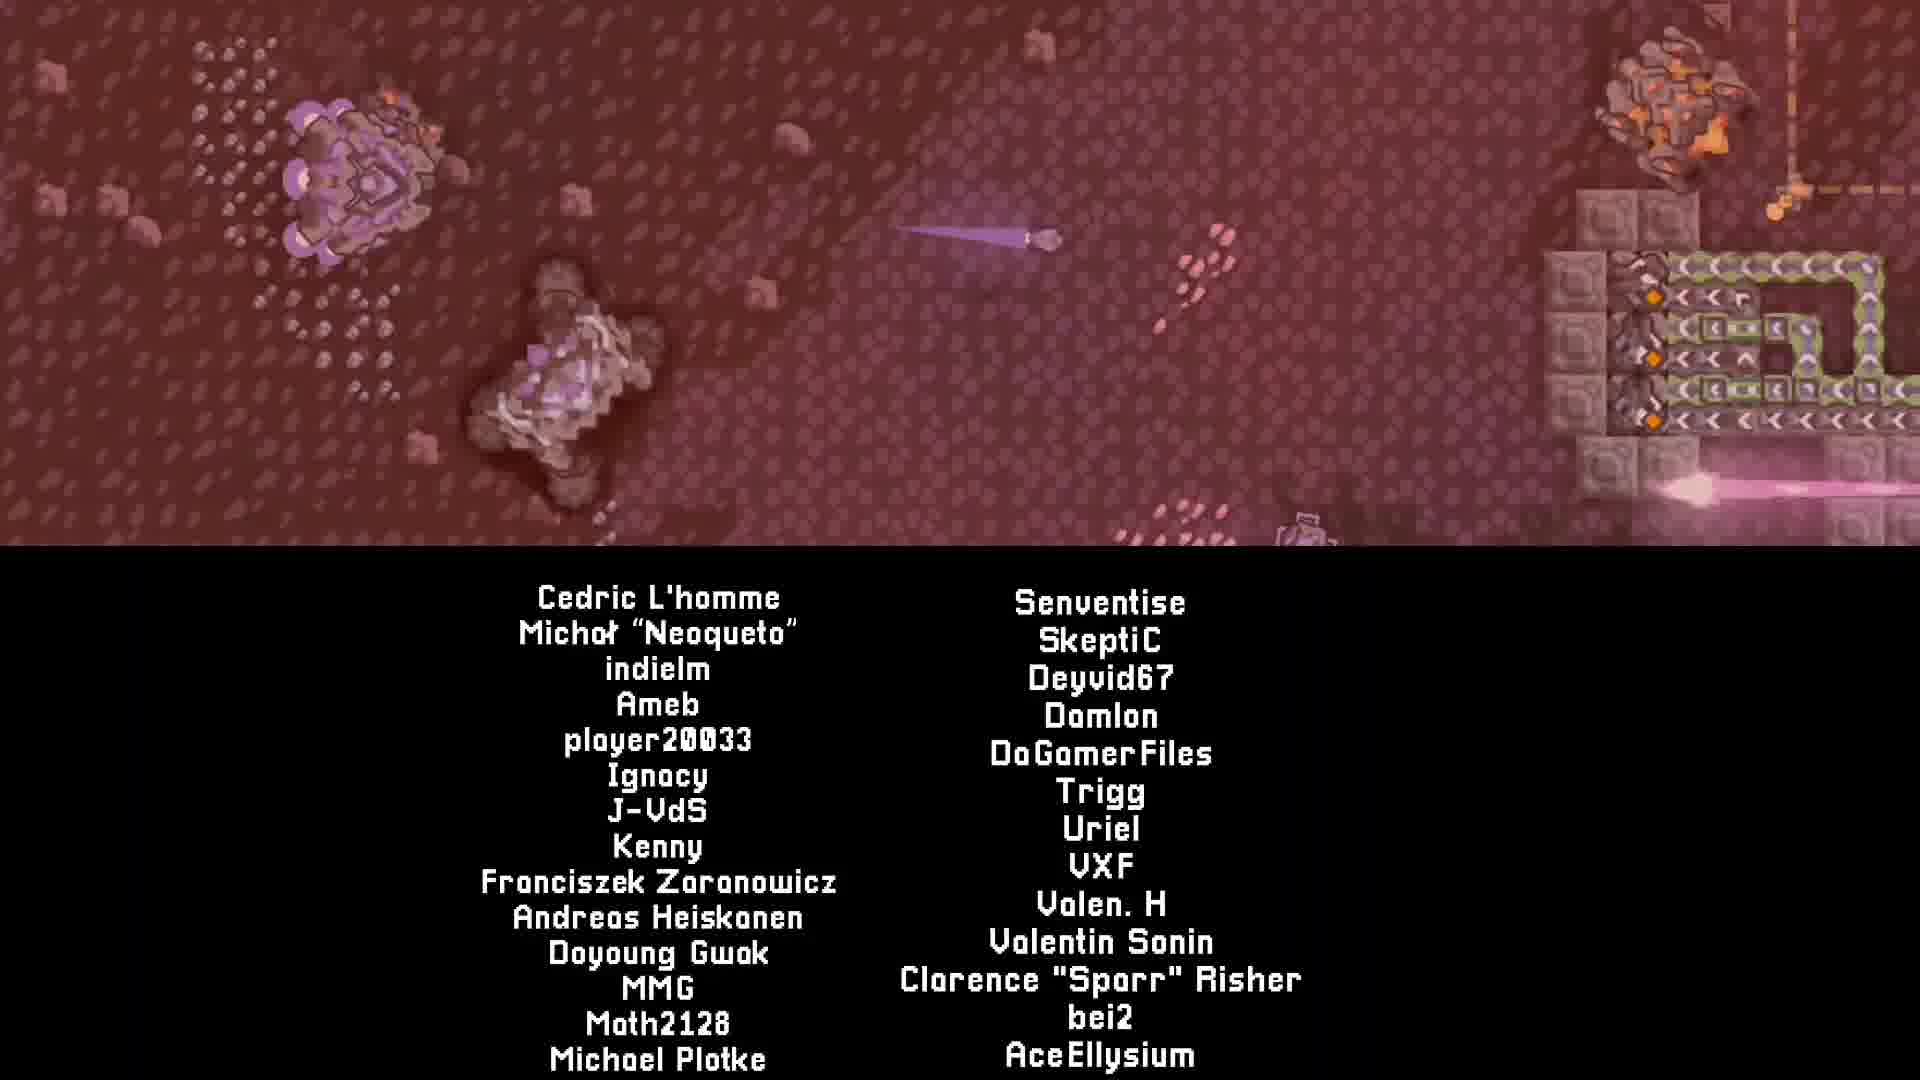 Cedric L'homme
Michał “Neoqueto”
indielm
Ameb
player20033
Ignacy
J-VdS
Kenny
Franciszek Zaranowicz
Andreas Heiskanen
Doyoung Gwak
MMG
Math2128
Michael Plotke
Senventise
SkeptiC
Deyvid67
Damlon
DaGamerFiles
Trigg
Uriel
VXF
Valen. H
Valentin Sonin
Clarence "Sparr" Risher
bei2
AceEllysium